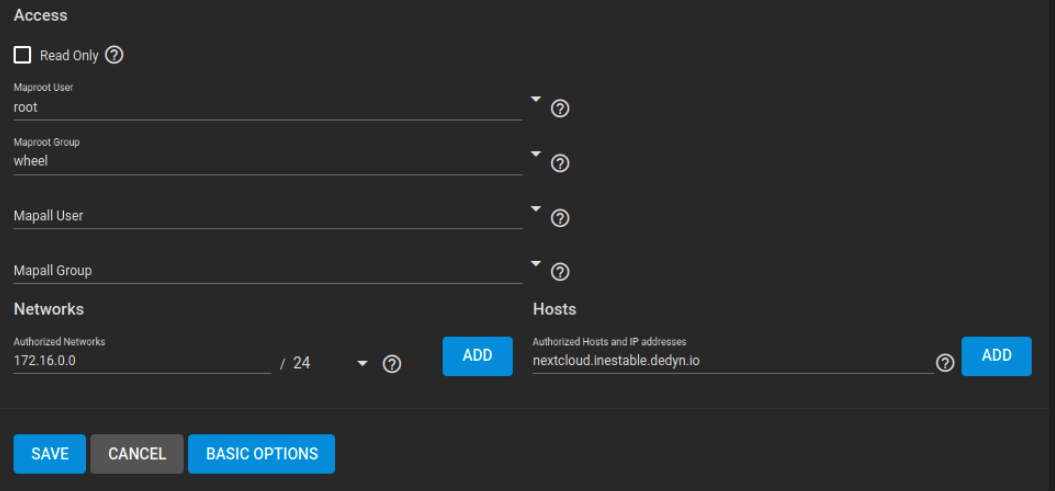 Access
Read Only
Maproot User
root
Maproot Group
wheel
Mapall User
Mapall Group
Networks
Hosts
Authorized Networks
172.16.0.0 / 24
ADD
Authorized Hosts and IP addresses
nextcloud.inestable.dedyn.io
ADD
SAVE CANCEL BASIC OPTIONS